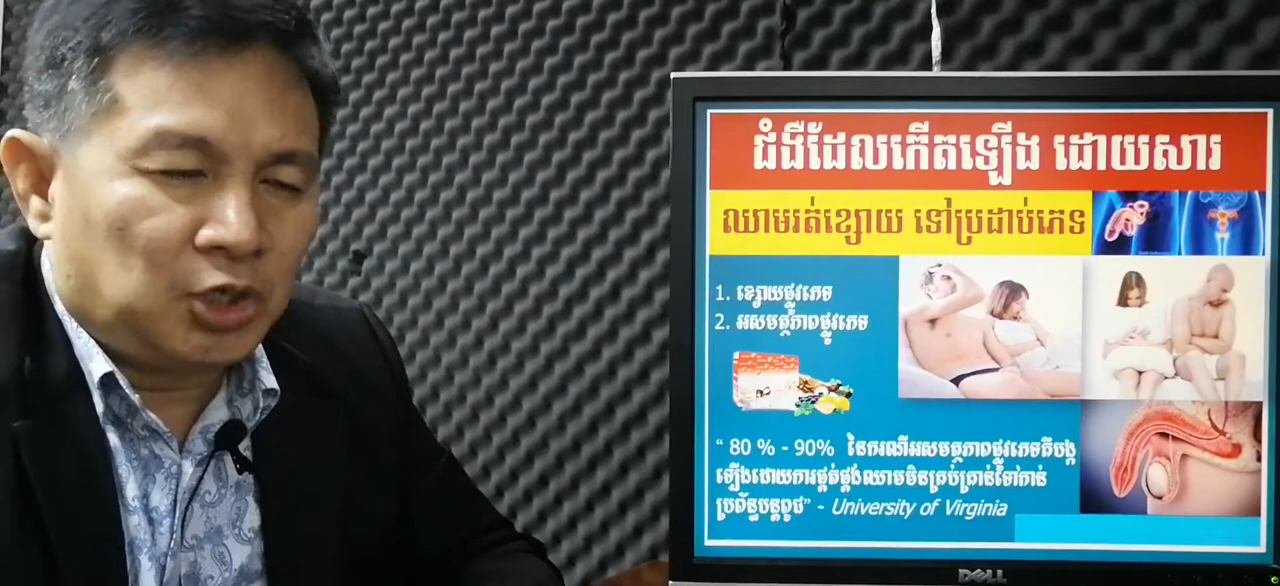 ជំងឺដែលកើតឡើង ដោយសារ
ឈាមរត់ខ្សោយ ទៅប្រដាប់ភេទ
1. ខ្សោយផ្លូវភេទ
2. អសមត្ថភាពផ្លូវភេទ
“ 80 % - 90% នៃករណីអសមត្ថភាពផ្លូវភេទគឺបង្ក
ឡើងដោយការផ្គត់ផ្គង់ឈាមមិនគ្រប់គ្រាន់ទៅកាន់
ប្រព័ន្ធបន្តពូជ” - University of Virginia
DELL